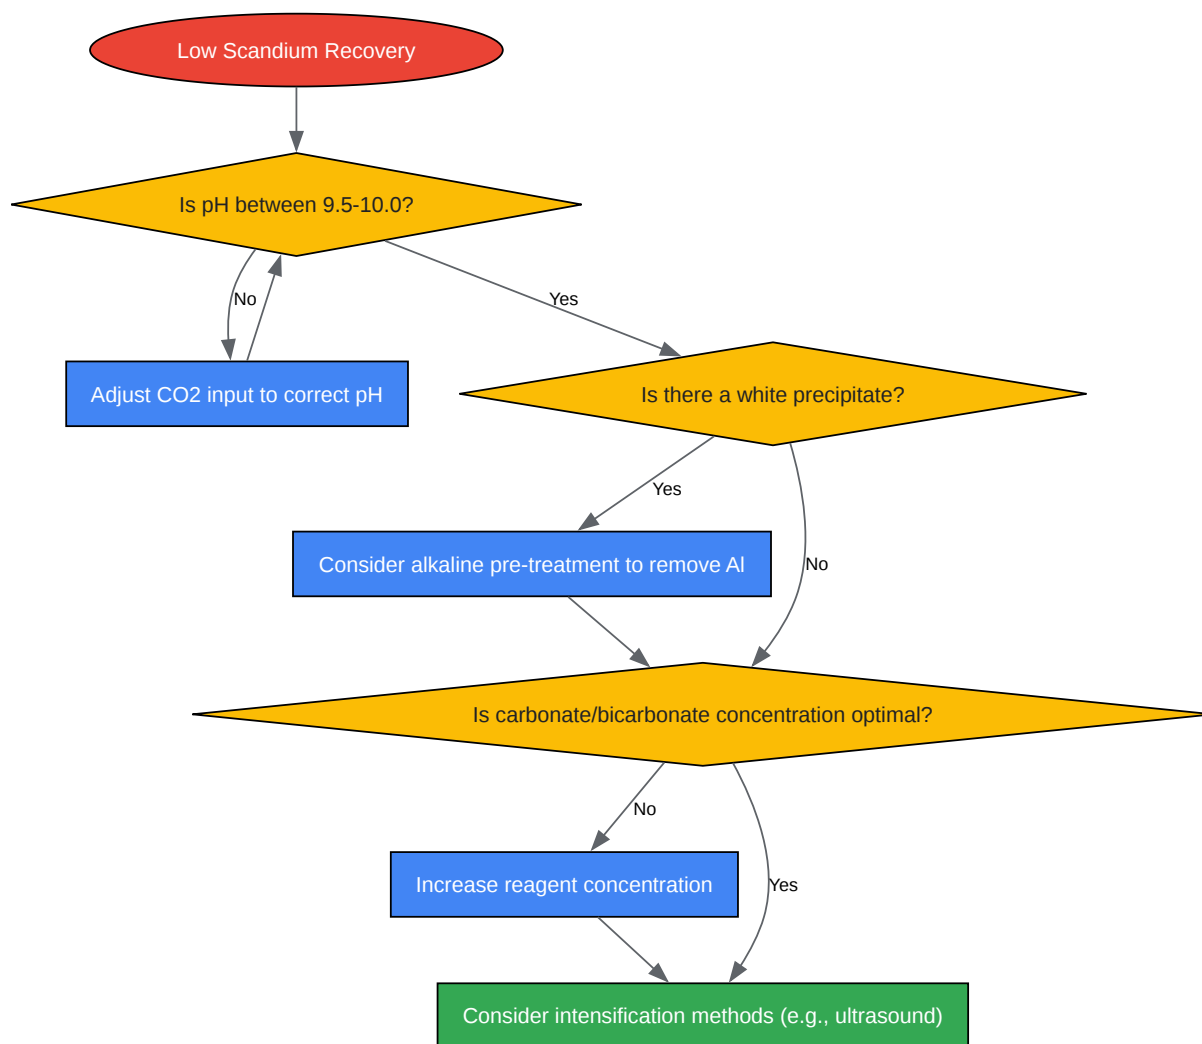 Low Scandium Recovery
Is pH between 9.5-10.0?
No
Yes
Adjust CO2 input to correct pH
Is there a white precipitate?
Yes
Consider alkaline pre-treatment to remove Al
No
Is carbonate/bicarbonate concentration optimal?
No
Increase reagent concentration
Yes
Consider intensification methods (e.g., ultrasound)